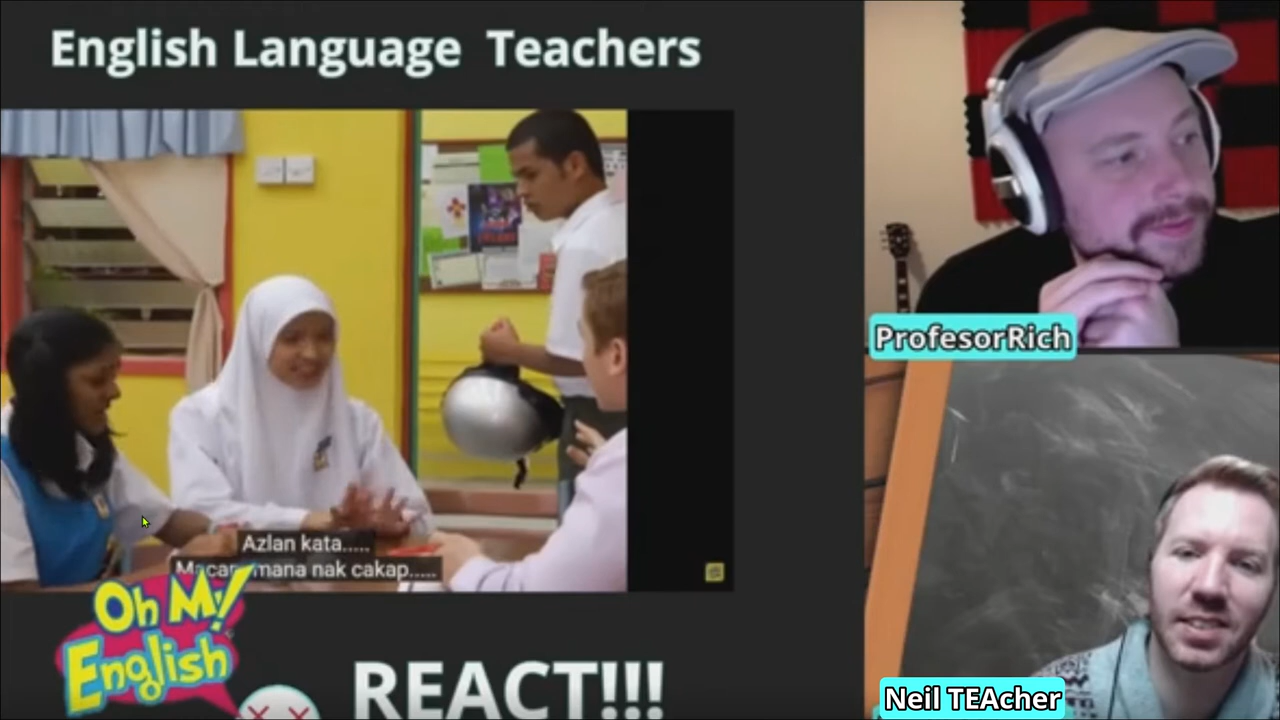 English Language Teachers
Azlan kata.....
Macam mana nak cakap.....
Oh My
English
REACT!!!
ProfesorRich
Neil TEAcher